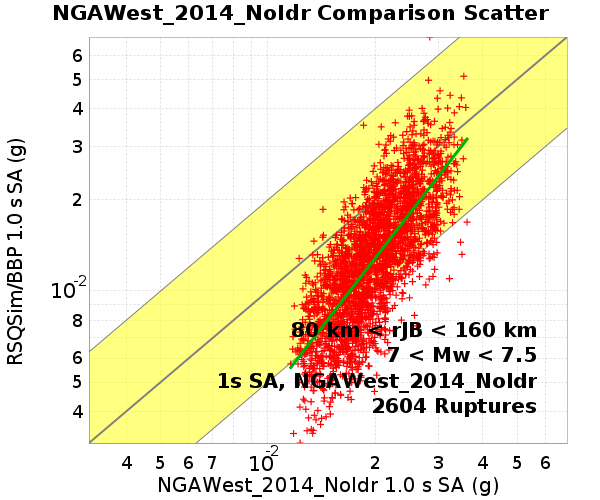 NGAWest_2014_NoIdr Comparison Scatter
RSQSim/BBP 1.0 s SA (g)
6
5
4
3
2
10-2
8
6
5
4
80 km < rJB < 160 km
7 < Mw < 7.5
1s SA, NGAWest_2014_NoIdr
2604 Ruptures
4 5 6 7 10-2 2 3 4 5 6
NGAWest_2014_NoIdr 1.0 s SA (g)